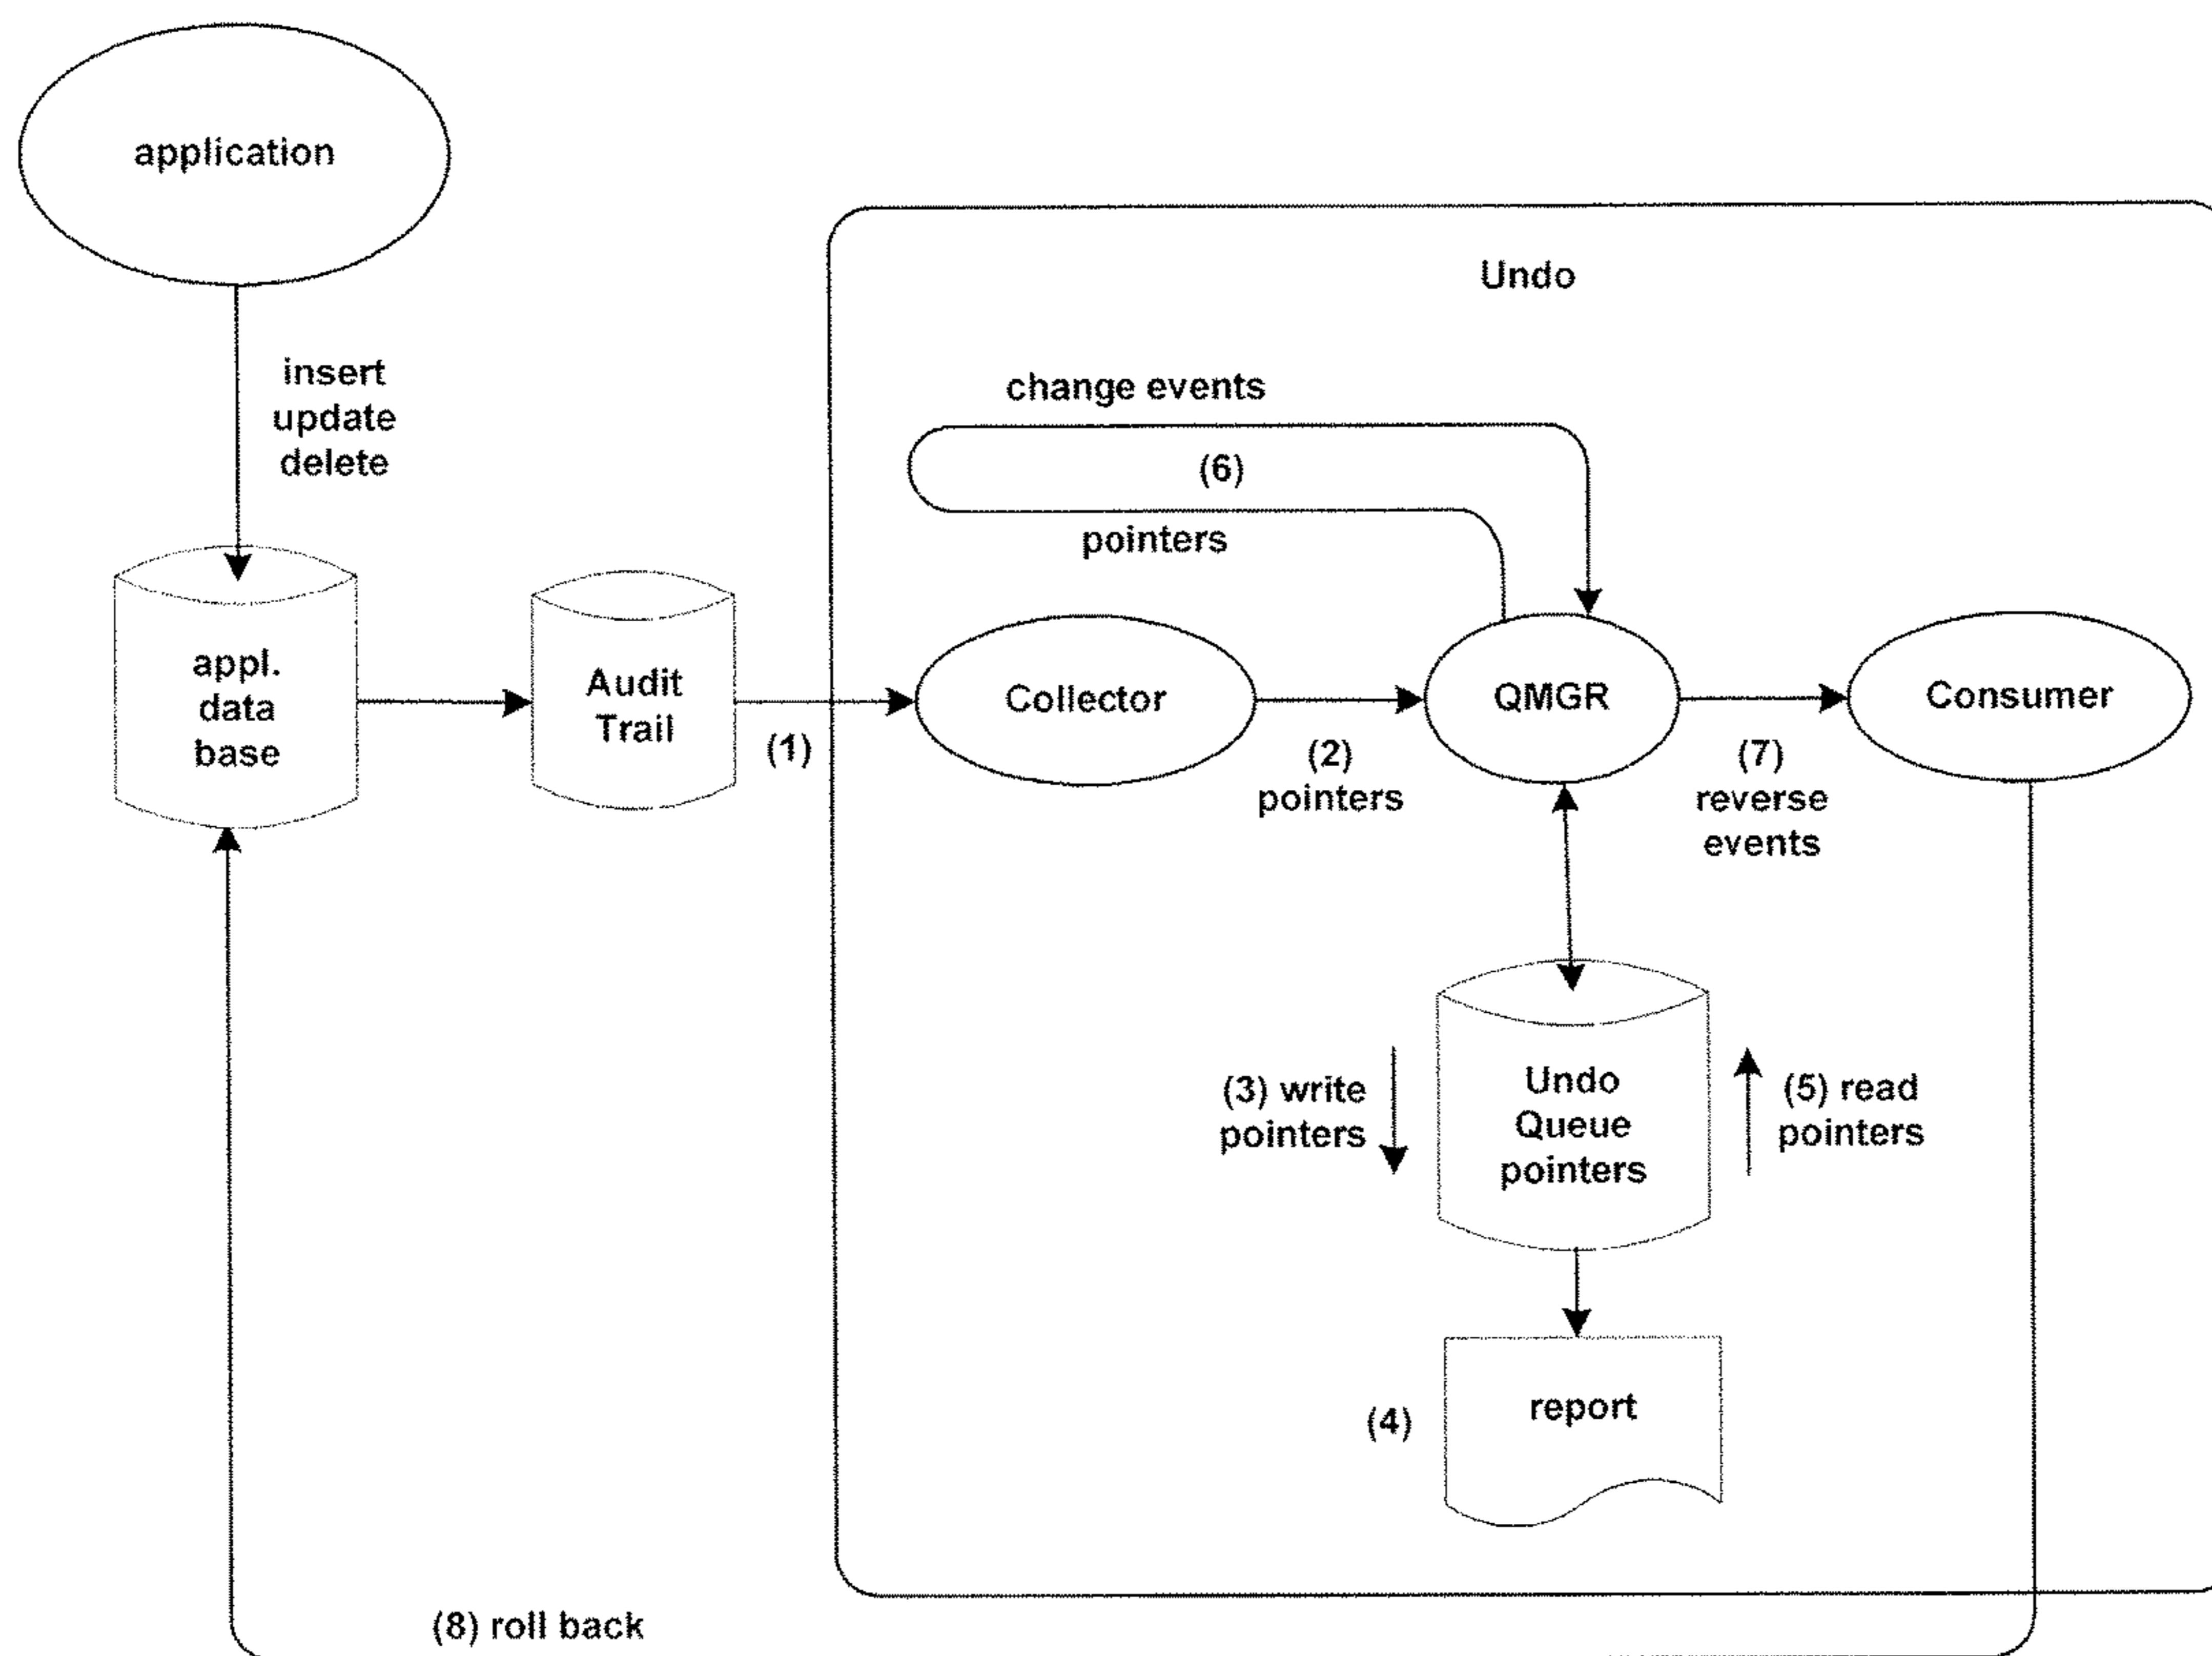 application
Undo
insert
update
delete
change events
(6)
pointers
appl.
data
base
Audit
Trail
(1)
Collector
(2)
pointers
QMGR
(7)
reverse
events
Consumer
(3) write
pointers
Undo
Queue
pointers
(5) read
pointers
(4)
report
(8) roll back